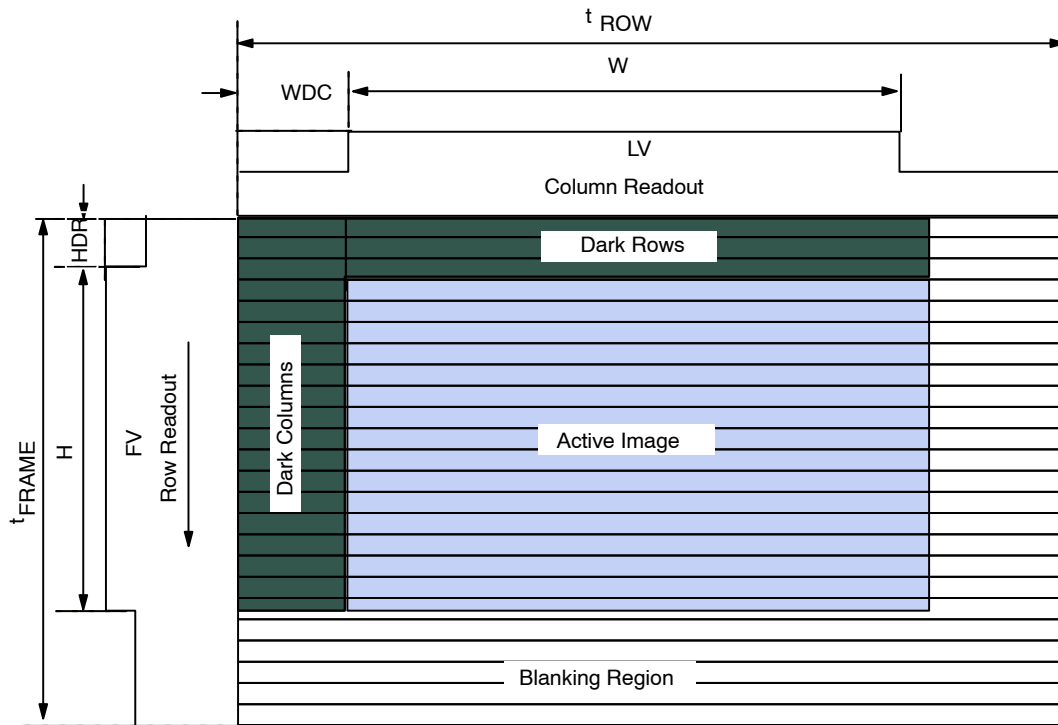 t ROW
W
WDC
LV
Column Readout
HDR
Dark Rows
Dark Columns
Active Image
Row Readout
FV
H
tFRAME
Blanking Region